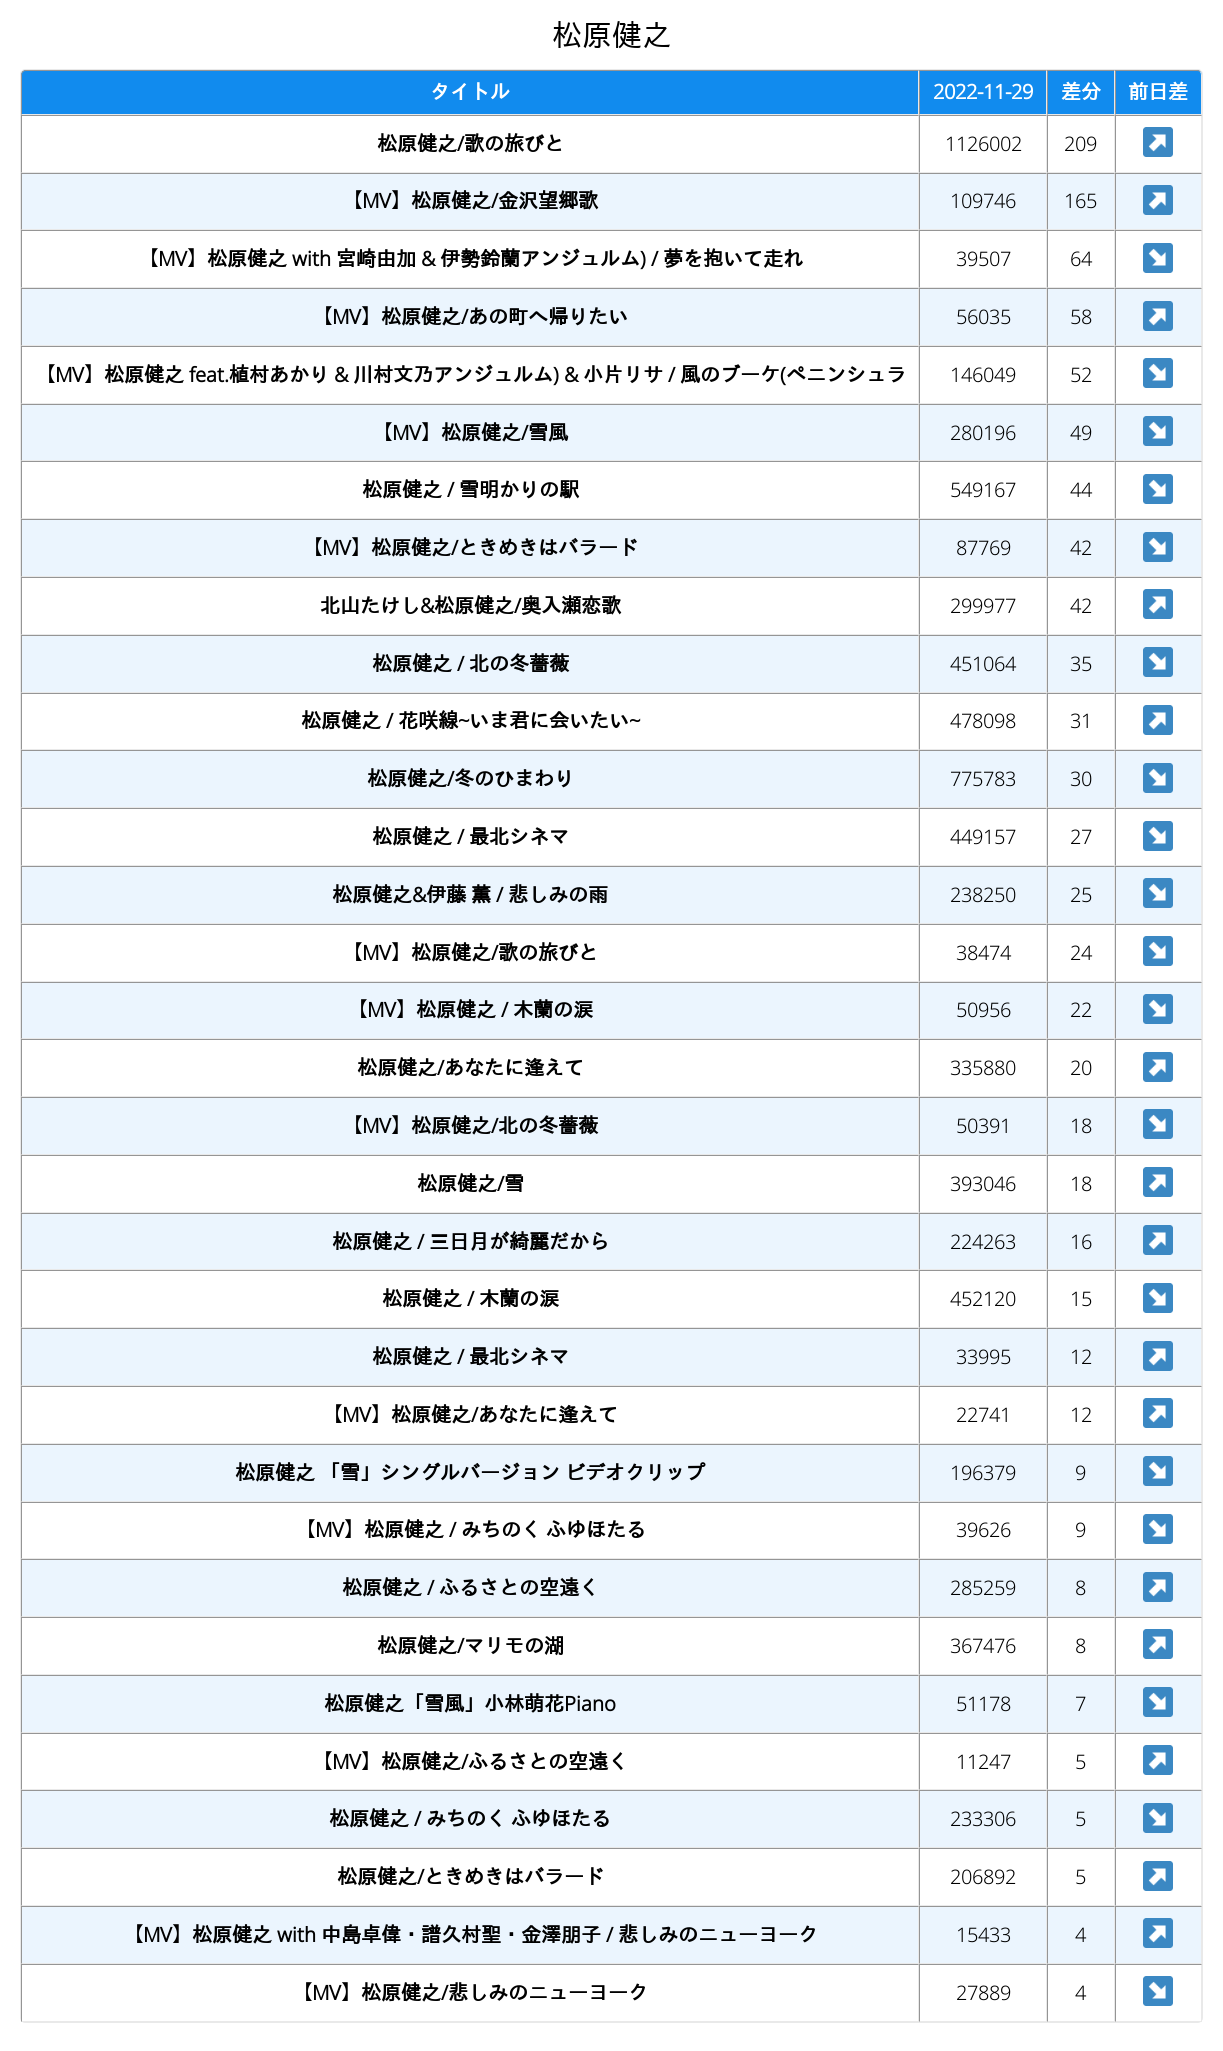 松原健之
タイトル 2022-11-29 差分 前日差
松原健之/歌の旅びと 1126002 209 ↗
【MV】松原健之/金沢望郷歌 109746 165 ↗
【MV】松原健之 with 宮崎由加 & 伊勢鈴蘭アンジュルム) / 夢を抱いて走れ 39507 64 ↘
【MV】松原健之/あの町へ帰りたい 56035 58 ↗
【MV】松原健之 feat.植村あかり & 川村文乃アンジュルム) & 小片リサ / 風のブーケ(ペニンシュラ 146049 52 ↘
【MV】松原健之/雪風 280196 49 ↘
松原健之 / 雪明かりの駅 549167 44 ↘
【MV】松原健之/ときめきはバラード 87769 42 ↘
北山たけし&松原健之/奥入瀬恋歌 299977 42 ↗
松原健之 / 北の冬薔薇 451064 35 ↘
松原健之 / 花咲線~いま君に会いたい~ 478098 31 ↗
松原健之/冬のひまわり 775783 30 ↘
松原健之 / 最北シネマ 449157 27 ↘
松原健之&伊藤 薫 / 悲しみの雨 238250 25 ↘
【MV】松原健之/歌の旅びと 38474 24 ↘
【MV】松原健之 / 木蘭の涙 50956 22 ↘
松原健之/あなたに逢えて 335880 20 ↗
【MV】松原健之/北の冬薔薇 50391 18 ↘
松原健之/雪 393046 18 ↗
松原健之 / 三日月が綺麗だから 224263 16 ↗
松原健之 / 木蘭の涙 452120 15 ↘
松原健之 / 最北シネマ 33995 12 ↗
【MV】松原健之/あなたに逢えて 22741 12 ↗
松原健之 「雪」シングルバージョン ビデオクリップ 196379 9 ↘
【MV】松原健之 / みちのく ふゆほたる 39626 9 ↘
松原健之 / ふるさとの空遠く 285259 8 ↗
松原健之/マリモの湖 367476 8 ↗
松原健之「雪風」小林萌花Piano 51178 7 ↘
【MV】松原健之/ふるさとの空遠く 11247 5 ↗
松原健之 / みちのく ふゆほたる 233306 5 ↘
松原健之/ときめきはバラード 206892 5 ↗
【MV】松原健之 with 中島卓偉・譜久村聖・金澤朋子 / 悲しみのニューヨーク 15433 4 ↗
【MV】松原健之/悲しみのニューヨーク 27889 4 ↘